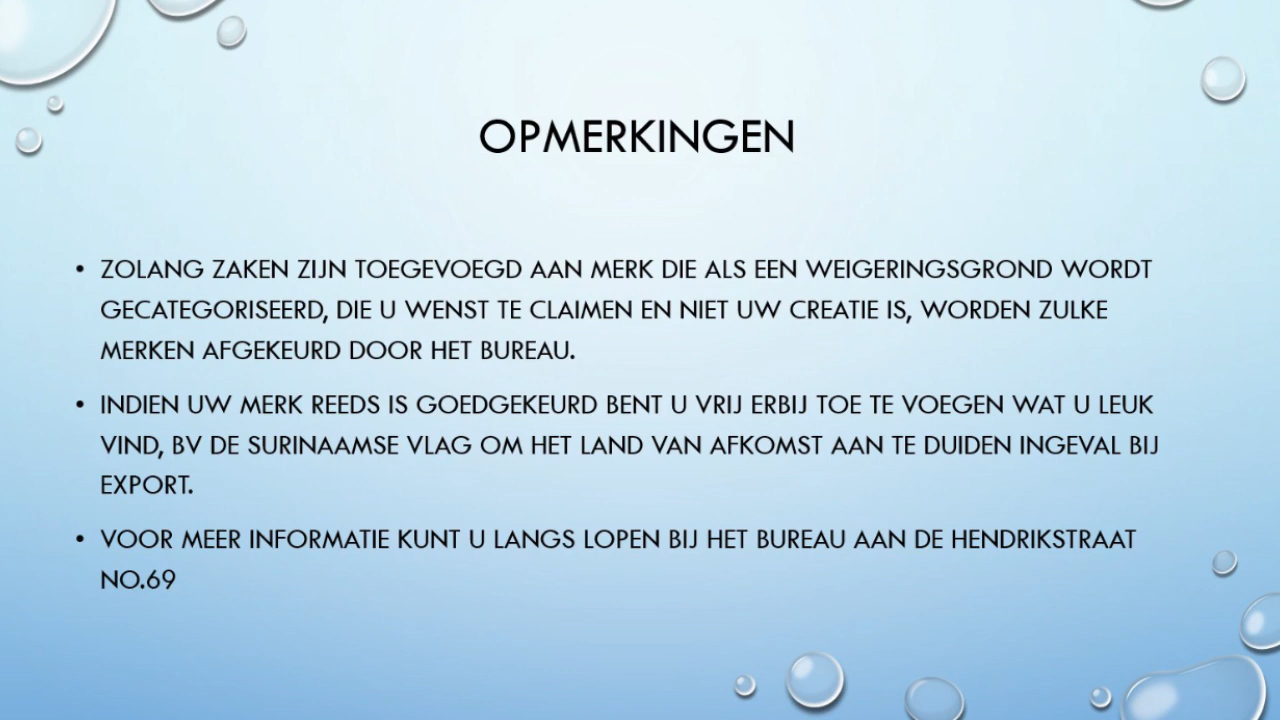 OPMERKINGEN
• ZOLANG ZAKEN ZIJN TOEGEVOEGD AAN MERK DIE ALS EEN WEIGERINGSGROND WORDT
GECATEGORISEERD, DIE U WENST TE CLAIMEN EN NIET UW CREATIE IS, WORDEN ZULKE
MERKEN AFGEKEURD DOOR HET BUREAU.
• INDIEN UW MERK REEDS IS GOEDGEKEURD BENT U VRIJ ERBIJ TOE TE VOEGEN WAT U LEUK
VIND, BV DE SURINAAMSE VLAG OM HET LAND VAN AFKOMST AAN TE DUIDEN INGEVAL BIJ
EXPORT.
• VOOR MEER INFORMATIE KUNT U LANGS LOPEN BIJ HET BUREAU AAN DE HENDRIKSTRAAT
NO.69